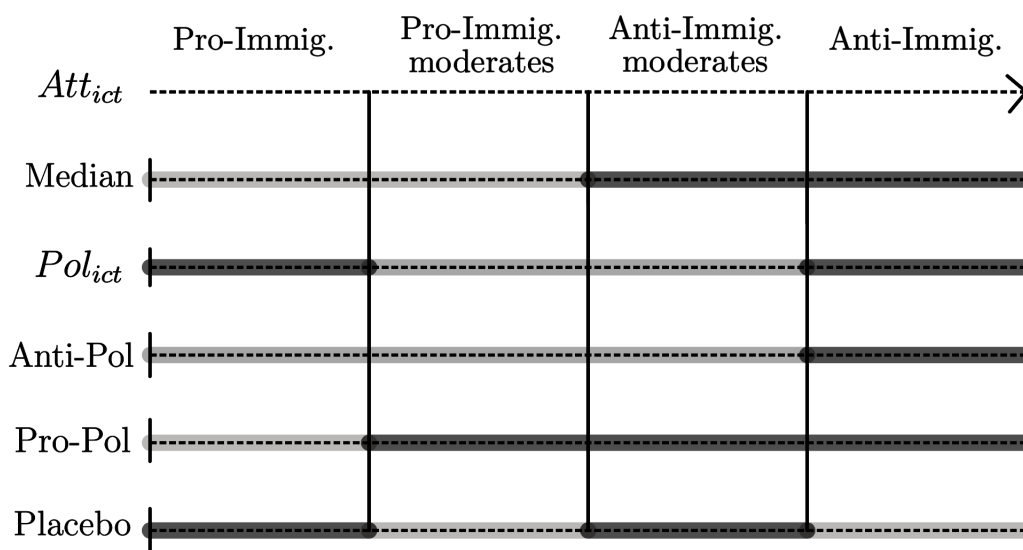 Pro-Immig.
Pro-Immig.
moderates
Anti-Immig.
moderates
Anti-Immig.
Att_ict
Median
Pol_ict
Anti-Pol
Pro-Pol
Placebo